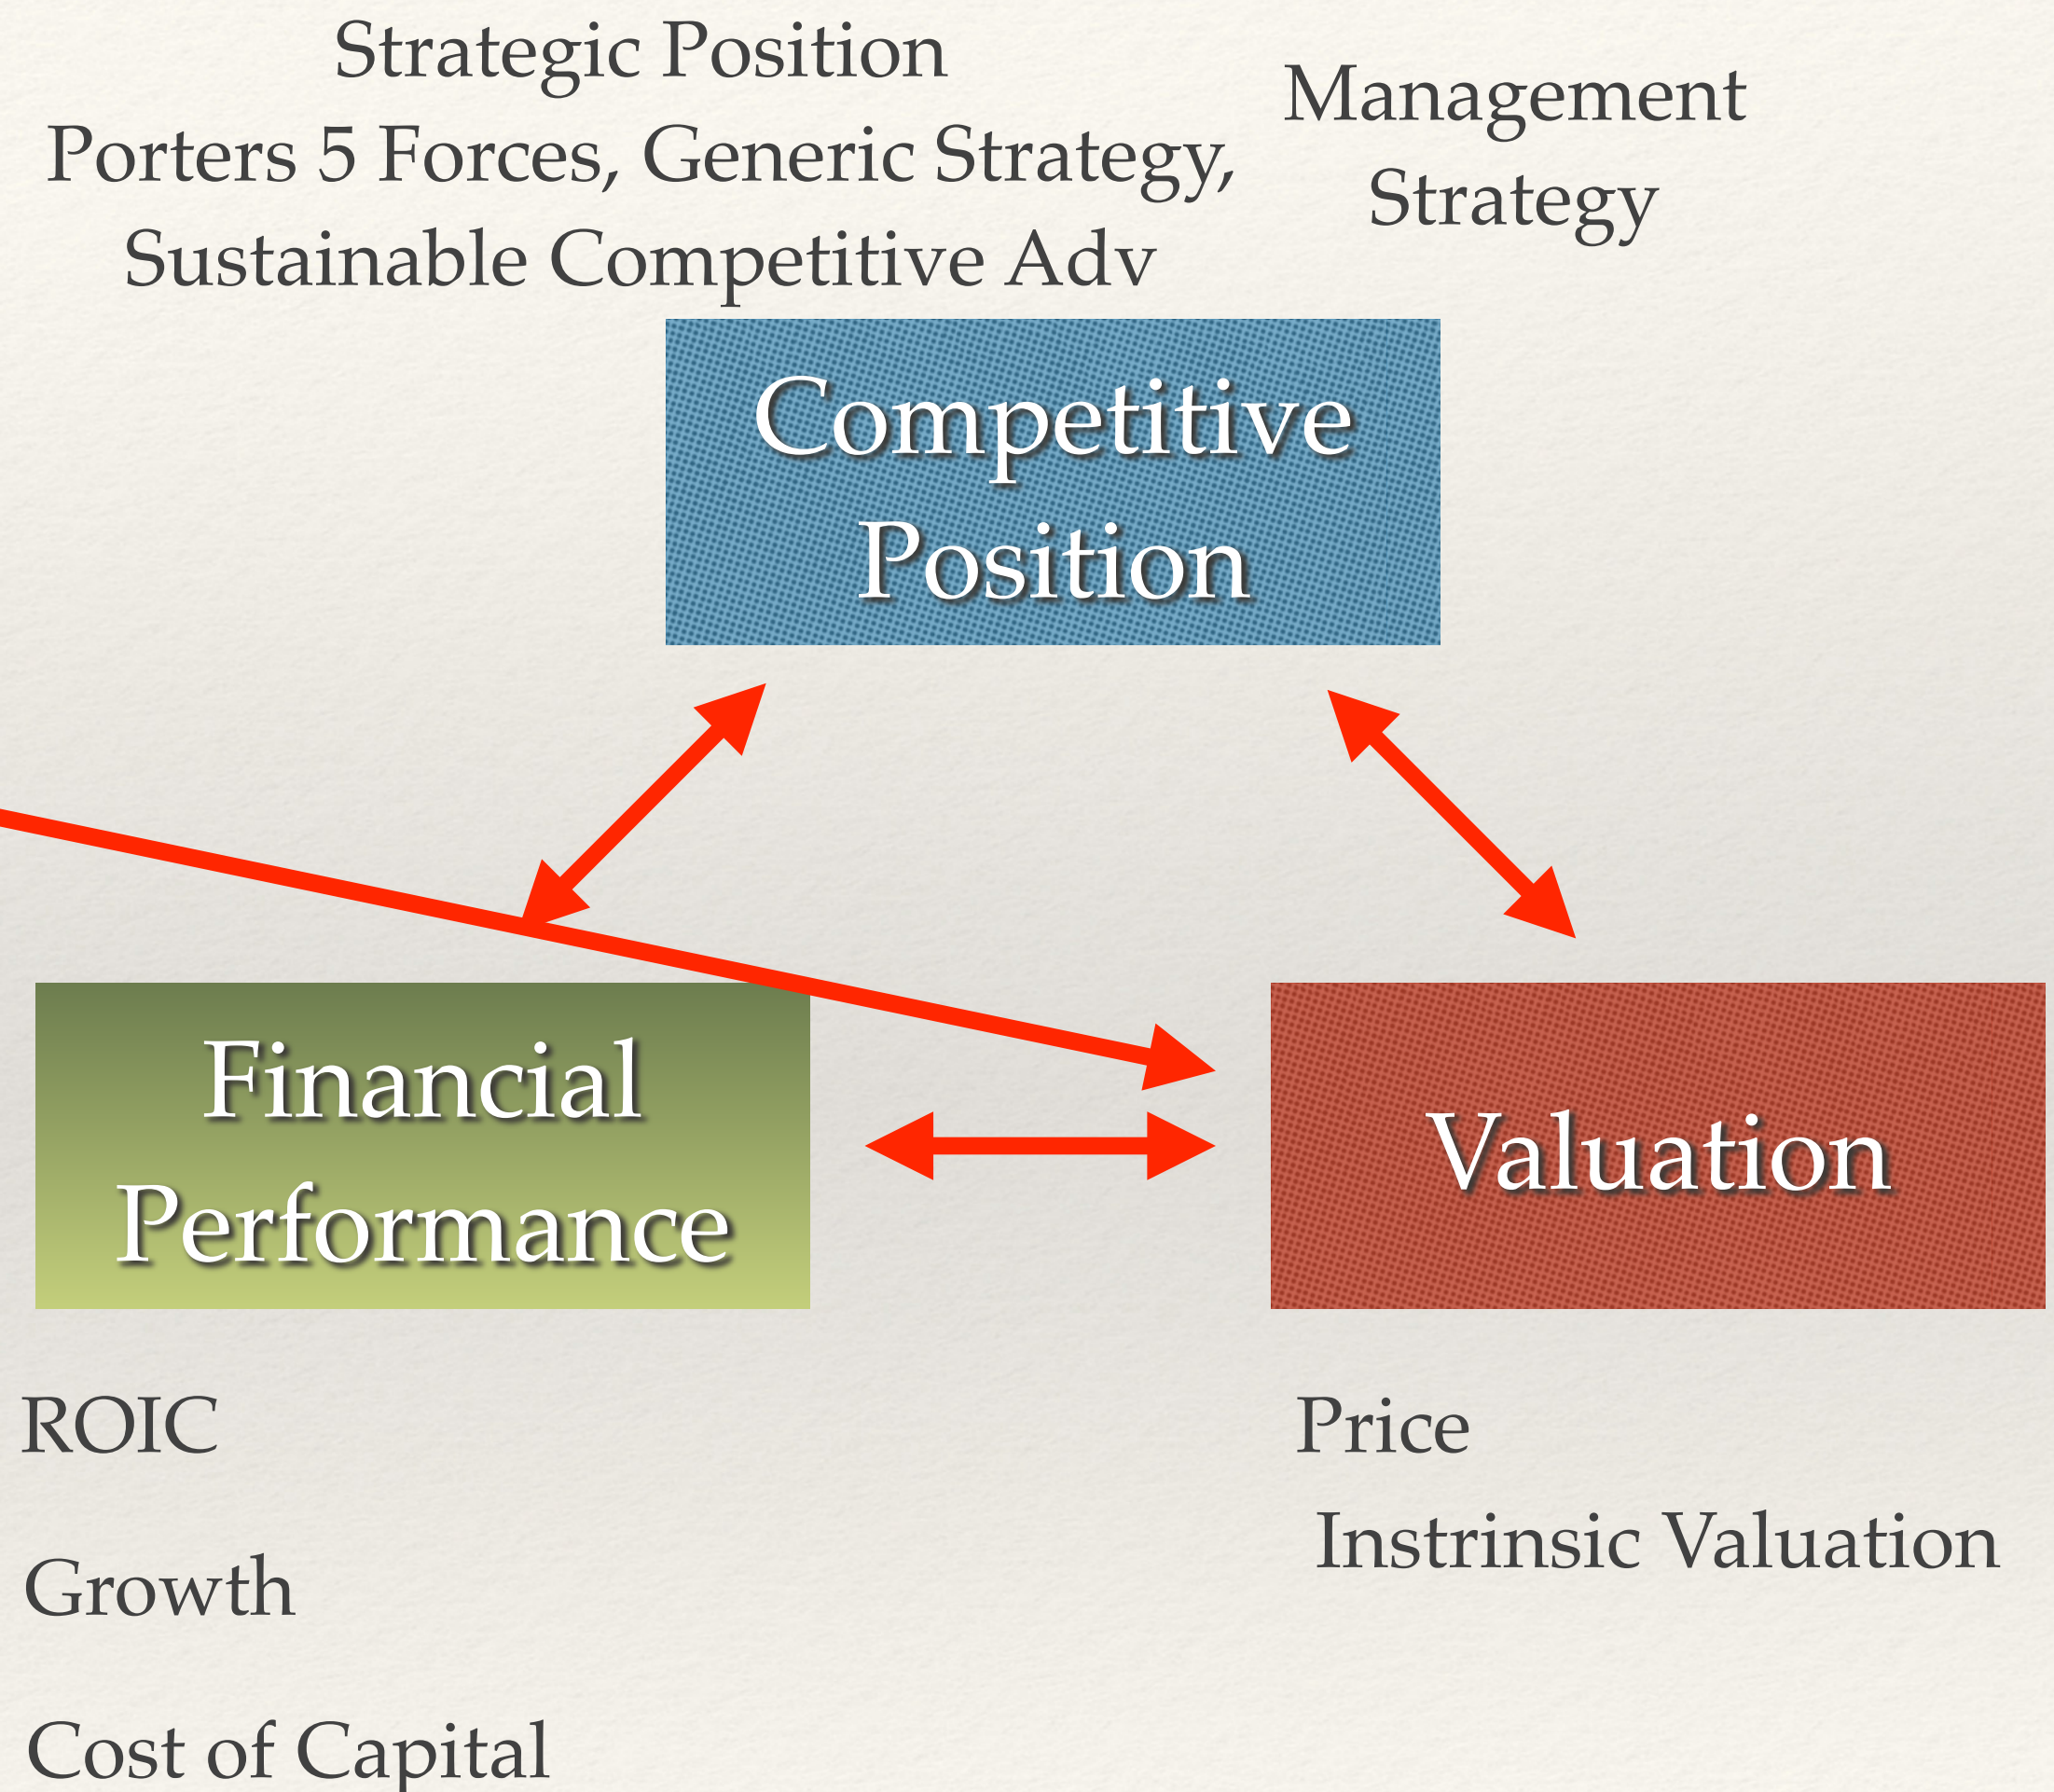 Strategic Position
Porters 5 Forces, Generic Strategy,
Sustainable Competitive Adv
Management
Strategy
Competitive
Position
Financial
Performance
Valuation
ROIC
Growth
Cost of Capital
Price
Instrinsic Valuation